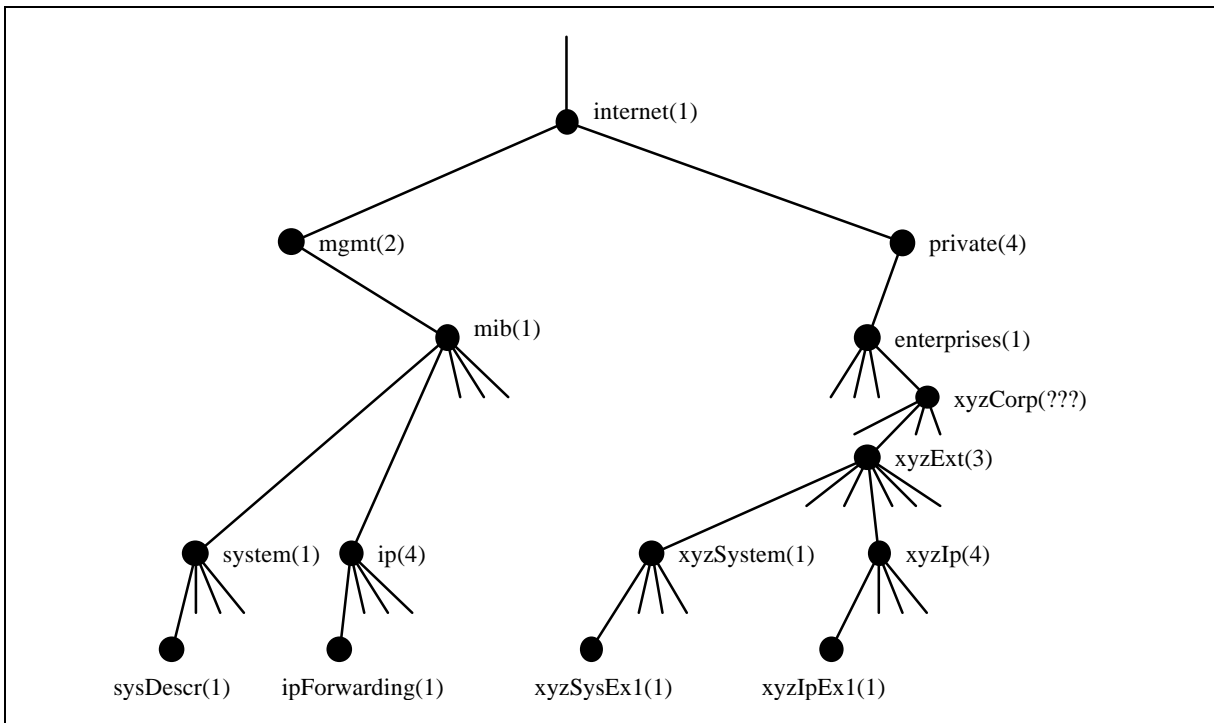 internet(1)
mgmt(2)
private(4)
mib(1)
enterprises(1)
xyzCorp(???)
xyzExt(3)
system(1)
ip(4)
xyzSystem(1)
xyzIp(4)
sysDescr(1)
ipForwarding(1)
xyzSysEx1(1)
xyzIpEx1(1)